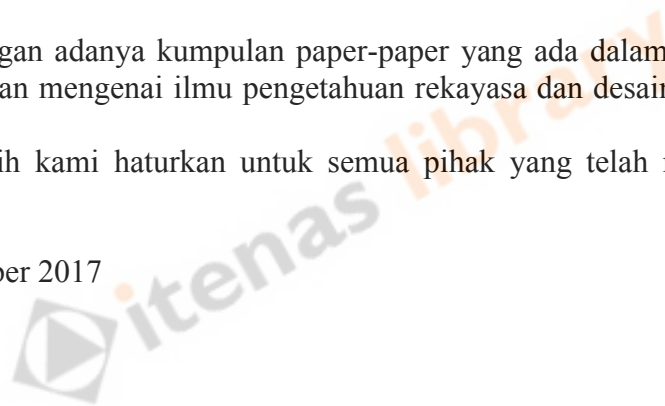 gan adanya kumpulan paper-paper yang ada dalam
an mengenai ilmu pengetahuan rekayasa dan desain
ih kami haturkan untuk semua pihak yang telah
ber 2017
itenas library